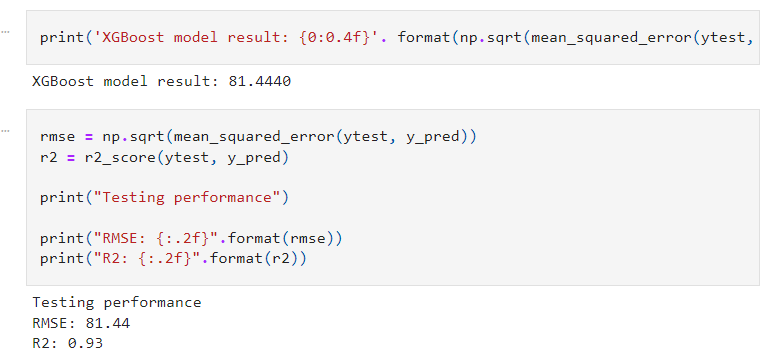 print('XGBoost model result: {0:0.4f}'. format(np.sqrt(mean_squared_error(ytest,
XGBoost model result: 81.4440
rmse = np.sqrt(mean_squared_error(ytest, y_pred))
r2 = r2_score(ytest, y_pred)
print("Testing performance")
print("RMSE: {:.2f}".format(rmse))
print("R2: {:.2f}".format(r2))
Testing performance
RMSE: 81.44
R2: 0.93